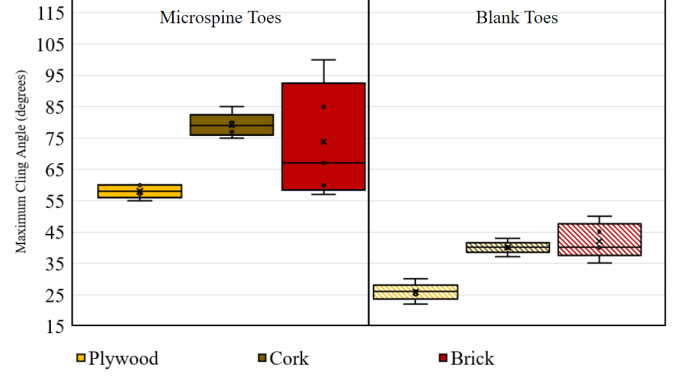 Microspine Toes
Blank Toes
Maximum Cling Angle (degrees)
115
105
95
85
75
65
55
45
35
25
15
Plywood
Cork
Brick